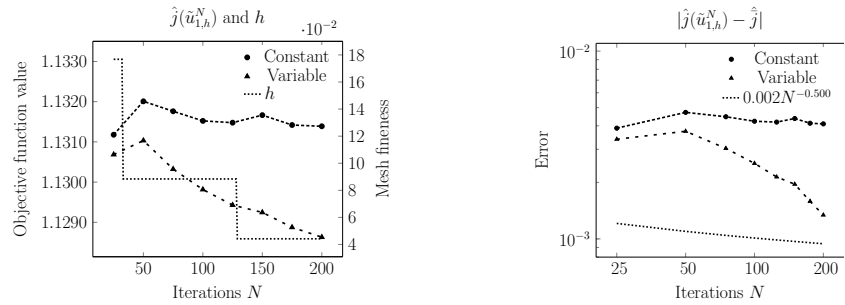 ĵ(ũ^N_{1,h}) and h
·10^{−2}
Objective function value
1.1330
1.1320
1.1310
1.1300
1.1290
Constant
Variable
h
18
16
14
12
10
8
6
4
Mesh fineness
50 100 150 200
Iterations N
|ĵ(ũ^N_{1,h}) − \bar{ĵ}|
Error
10^{−2}
10^{−3}
Constant
Variable
0.002N^{−0.500}
25 50 100 200
Iterations N